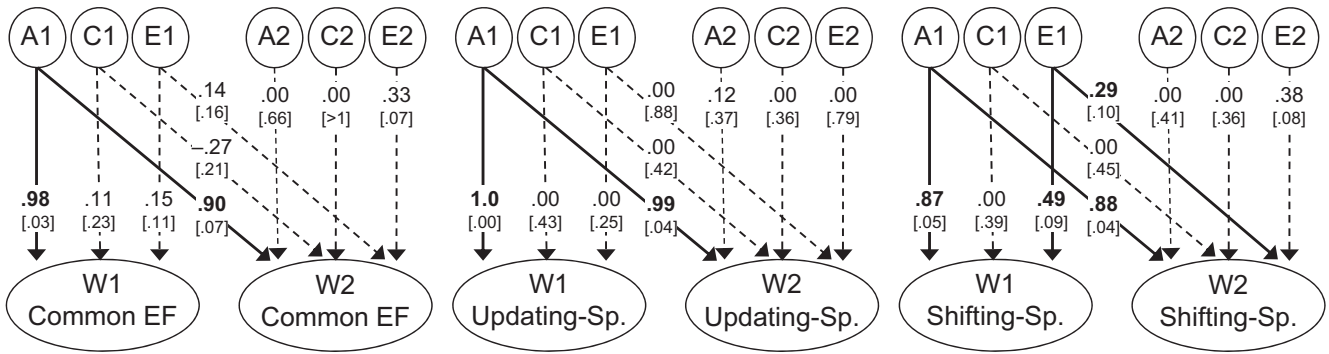 A1 C1 E1 A2 C2 E2 A1 C1 E1 A2 C2 E2 A1 C1 E1 A2 C2 E2
.14 .00 .00 .33 .00 .12 .00 .00 .29 .00 .00 .38
[.16] [.66] [>1] [.07] [.88] [.37] [.36] [.79] [.10] [.41] [.36] [.08]
–.27 .00 .00
[.21] [.42] [.45]
.98 .11 .15 .90 1.0 .00 .00 .99 .87 .00 .49 .88
[.03] [.23] [.11] [.07] [.00] [.43] [.25] [.04] [.05] [.39] [.09] [.04]
W1 W2 W1 W2 W1 W2
Common EF Common EF Updating-Sp. Updating-Sp. Shifting-Sp. Shifting-Sp.